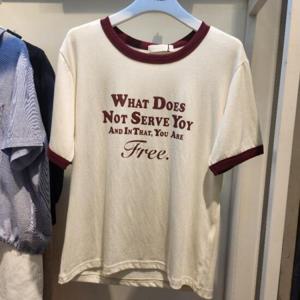 What Does
Not Serve Yoy
And In That, You Are
Free.